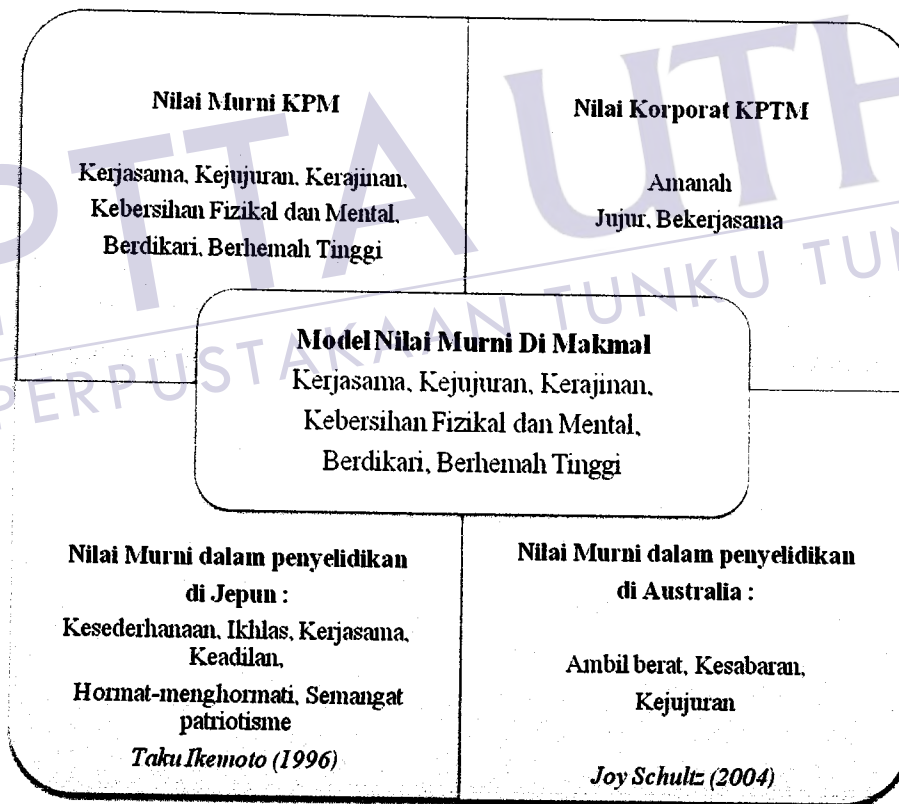 Nilai Murni KPM
Kerjasama, Kejujuran, Kerajinan,
Kebersihan Fizikal dan Mental,
Berdikari, Berhemah Tinggi
Nilai Korporat KPTM
Amanah
Jujur, Bekerjasama
Model Nilai Murni Di Makmal
Kerjasama, Kejujuran, Kerajinan,
Kebersihan Fizikal dan Mental,
Berdikari, Berhemah Tinggi
Nilai Murni dalam penyelidikan
di Jepun :
Kesederhanaan, Ikhlas, Kerjasama,
Keadilan,
Hormat-menghormati, Semangat
patriotisme
Taku Ikemoto (1996)
Nilai Murni dalam penyelidikan
di Australia :
Ambil berat, Kesabaran,
Kejujuran
Joy Schultz (2004)
PTTA UTH
PERPUSTAKAAN TUNKU TUN